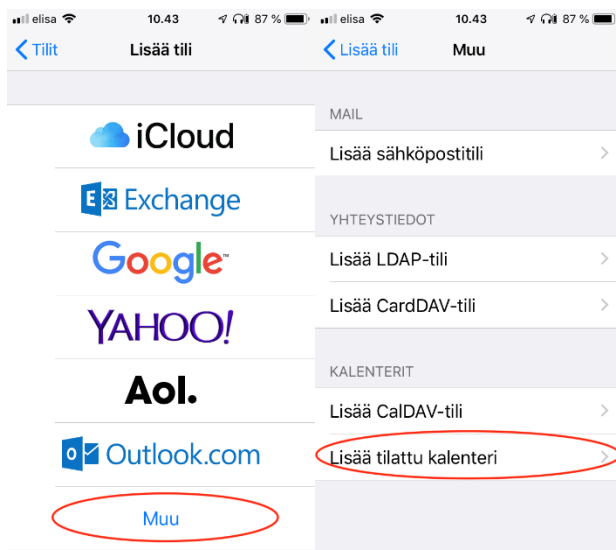 elisa 10.43 87 %
Tilit Lisää tili
iCloud
Exchange
Google
YAHOO!
Aol.
Outlook.com
Muu
elisa 10.43 87 %
Lisää tili Muu
MAIL
Lisää sähköpostitili
YHTEYSTIEDOT
Lisää LDAP-tili
Lisää CardDAV-tili
KALENTERIT
Lisää CalDAV-tili
Lisää tilattu kalenteri